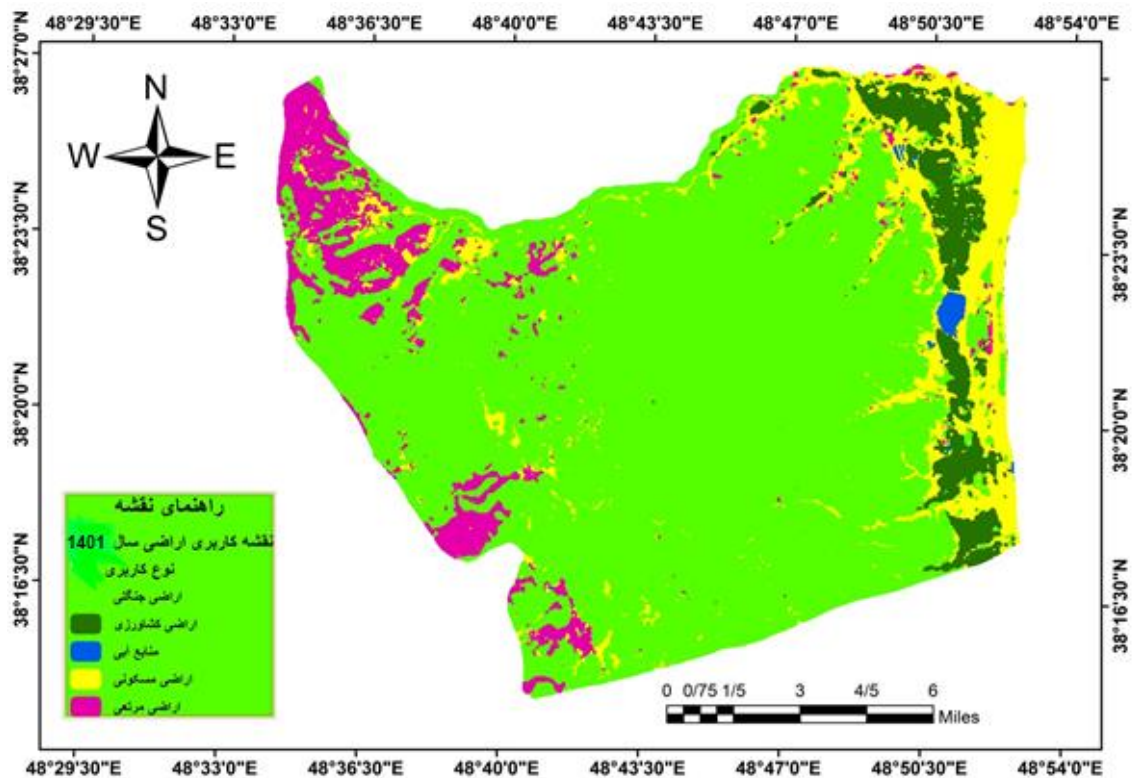 48°29'30"E 48°33'0"E 48°36'30"E 48°40'0"E 48°43'30"E 48°47'0"E 48°50'30"E 48°54'0"E
38°27'0"N
38°23'30"N
38°20'0"N
38°16'30"N
N
W E
S
38°23'30"N
38°20'0"N
38°16'30"N
راهنمای نقشه
نقشه کاربری اراضی سال 1401
نوع کاربری
اراضی جنگلی
اراضی کشاورزی
منابع آبی
اراضی مسکونی
اراضی مرتعی
0 0/75 1/5 3 4/5 6
Miles
48°29'30"E 48°33'0"E 48°36'30"E 48°40'0"E 48°43'30"E 48°47'0"E 48°50'30"E 48°54'0"E